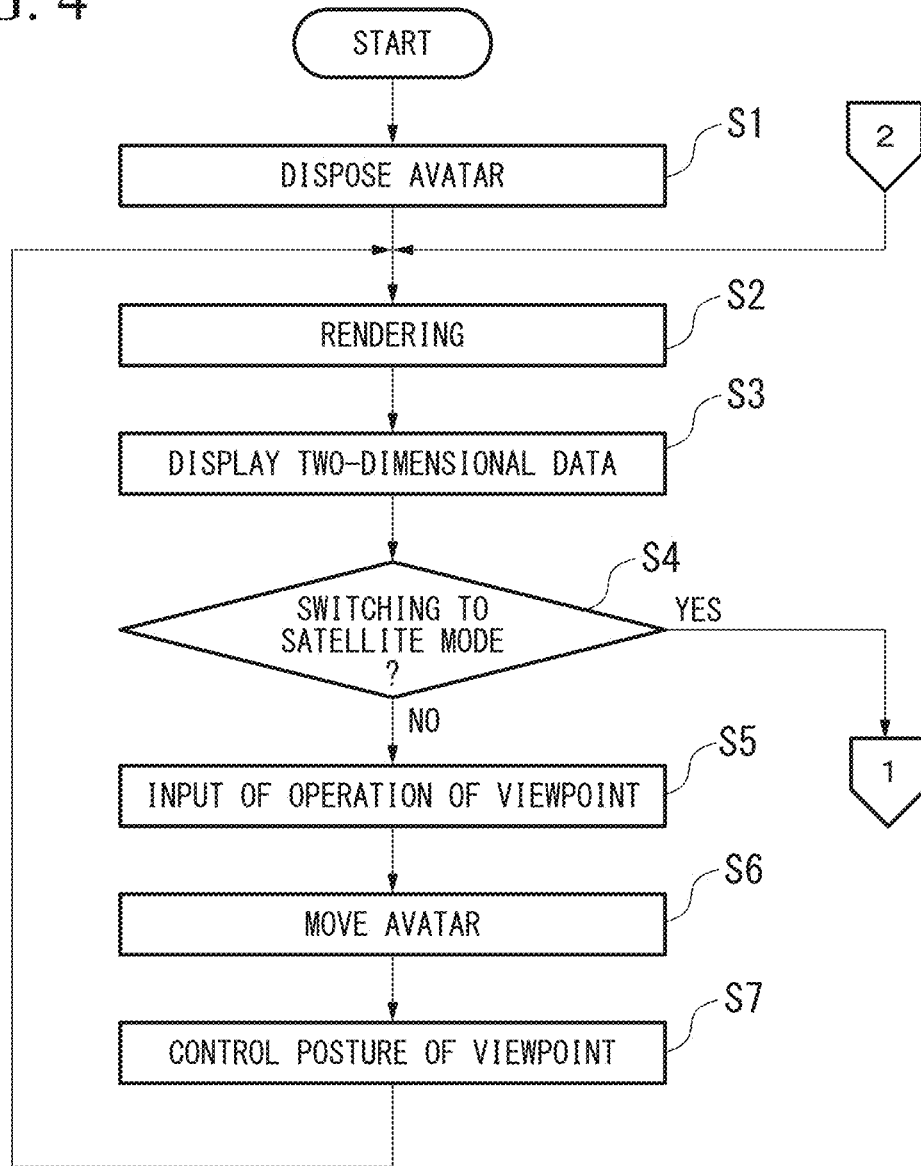 . 4
START
S1
2
DISPOSE AVATAR
S2
RENDERING
S3
DISPLAY TWO-DIMENSIONAL DATA
S4
SWITCHING TO
SATELLITE MODE
?
YES
NO
S5
1
INPUT OF OPERATION OF VIEWPOINT
S6
MOVE AVATAR
S7
CONTROL POSTURE OF VIEWPOINT